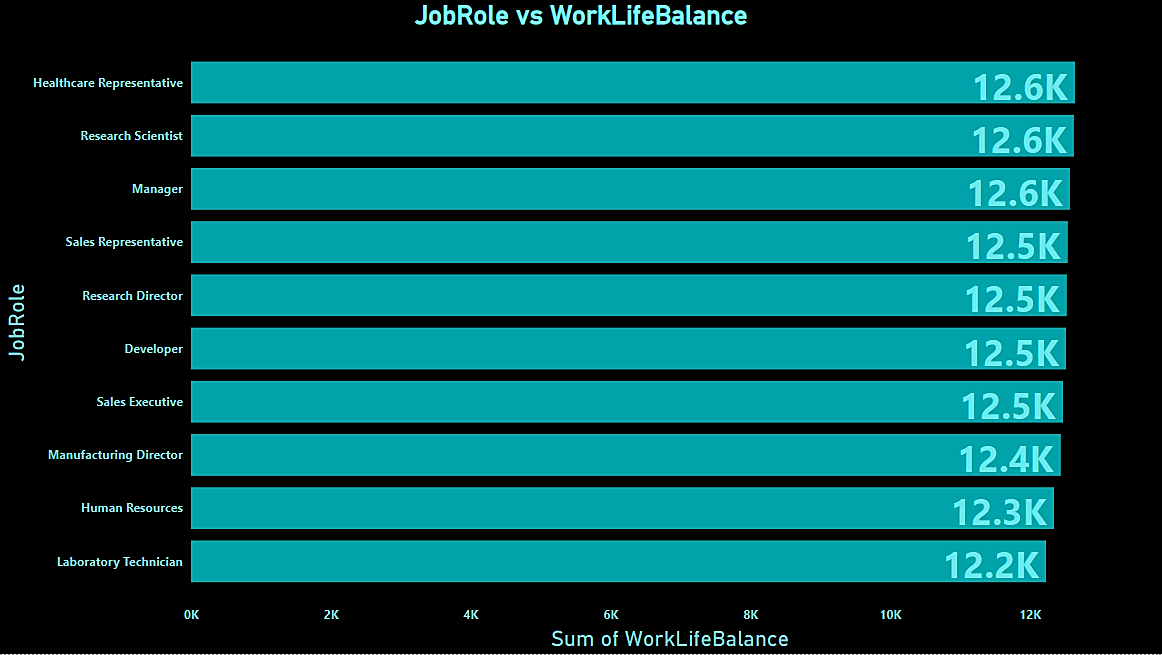 JobRole vs WorkLifeBalance
JobRole
Healthcare Representative 12.6K
Research Scientist 12.6K
Manager 12.6K
Sales Representative 12.5K
Research Director 12.5K
Developer 12.5K
Sales Executive 12.5K
Manufacturing Director 12.4K
Human Resources 12.3K
Laboratory Technician 12.2K
0K 2K 4K 6K 8K 10K 12K
Sum of WorkLifeBalance